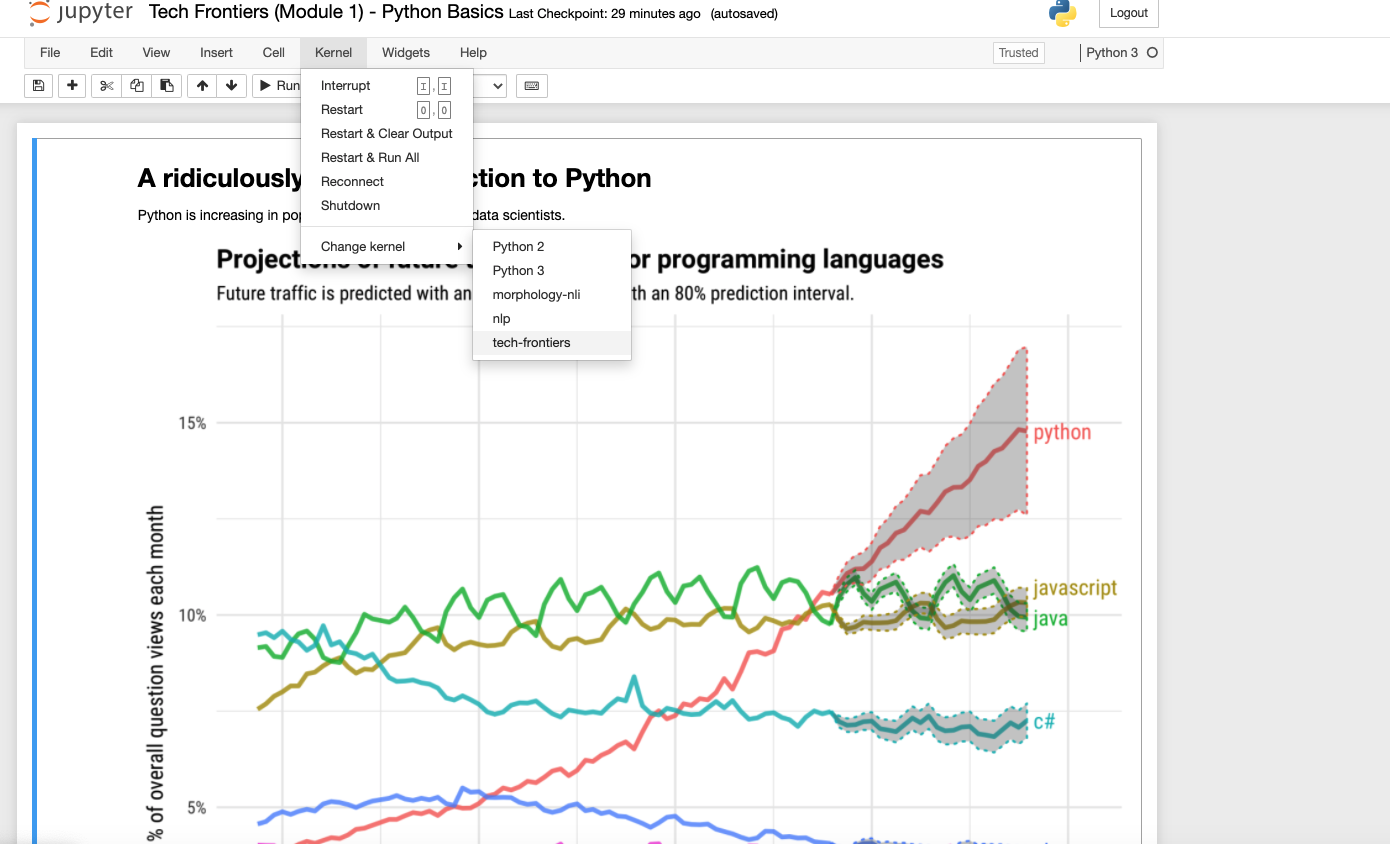 jupyter Tech Frontiers (Module 1) - Python Basics Last Checkpoint: 29 minutes ago (autosaved) Logout
File Edit View Insert Cell Kernel Widgets Help Trusted Python 3
Run
Interrupt I , I
Restart 0 , 0
Restart & Clear Output
Restart & Run All
Reconnect
Shutdown
Change kernel
Python 2
Python 3
morphology-nli
nlp
tech-frontiers
A ridiculously ction to Python
Python is increasing in pop data scientists.
Projections of future or programming languages
Future traffic is predicted with an th an 80% prediction interval.
15%
python
% of overall question views each month
javascript
10%
java
c#
5%